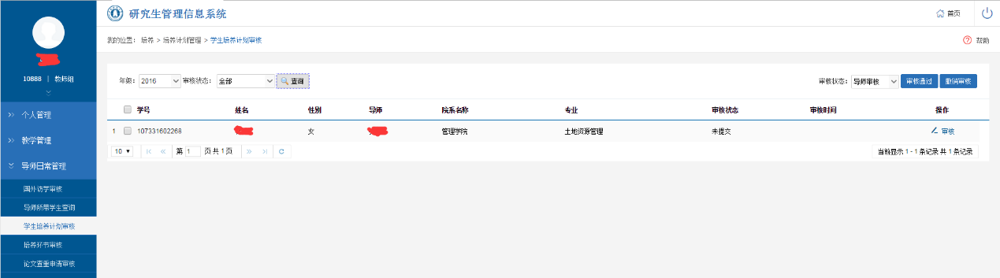 研究生管理信息系统
首页
我的位置： 培养 > 培养计划管理 > 学生培养计划审核
帮助
10888 | 教师组
个人管理
教学管理
导师日常管理
国外访学审核
导师所带学生查询
学生培养计划审核
培养环节审核
论文查重申请审核
年级： 2016 审核状态： 全部 查询
审核状态： 导师审核 审核通过 撤销审核
学号 姓名 性别 导师 院系名称 专业 审核状态 审核时间 操作
1 107331602268 女 管理学院 土地资源管理 未提交 审核
10 第 1 页 共 1 页
当前显示 1 - 1 条记录 共 1 条记录